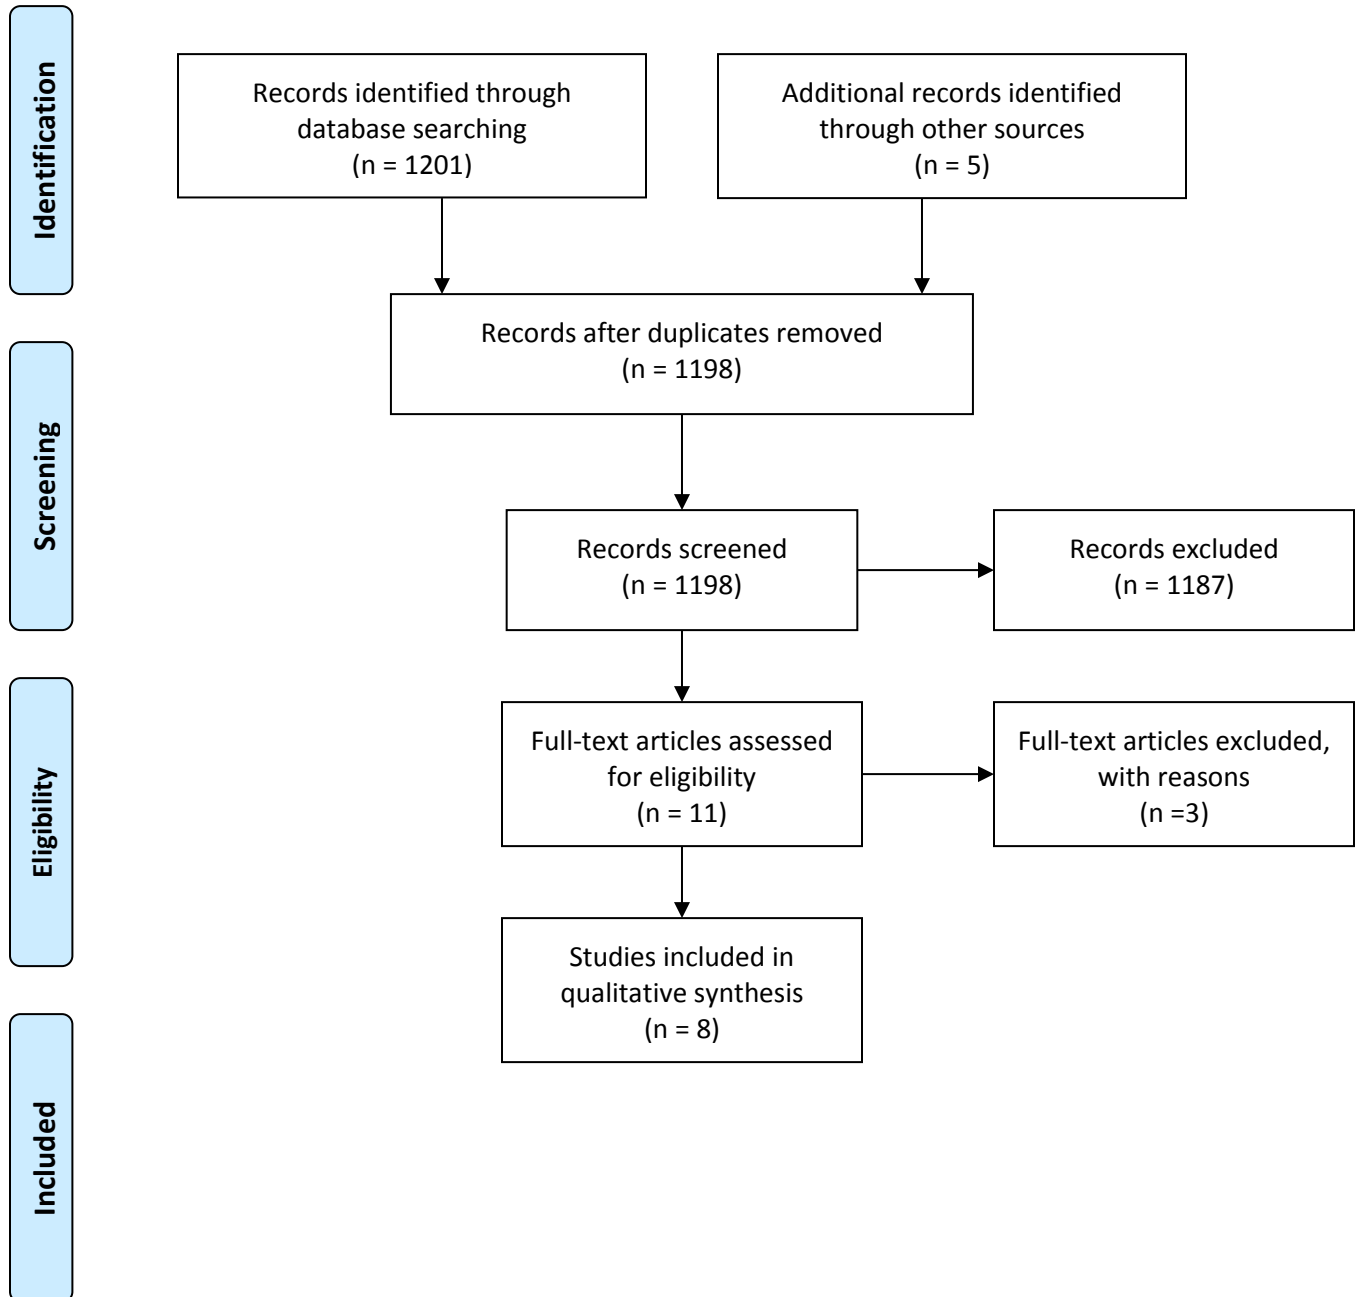 Identification
Records identified through
database searching
(n = 1201)
Additional records identified
through other sources
(n = 5)
Records after duplicates removed
(n = 1198)
Screening
Records screened
(n = 1198)
Records excluded
(n = 1187)
Eligibility
Full-text articles assessed
for eligibility
(n = 11)
Full-text articles excluded,
with reasons
(n =3)
Studies included in
qualitative synthesis
(n = 8)
Included